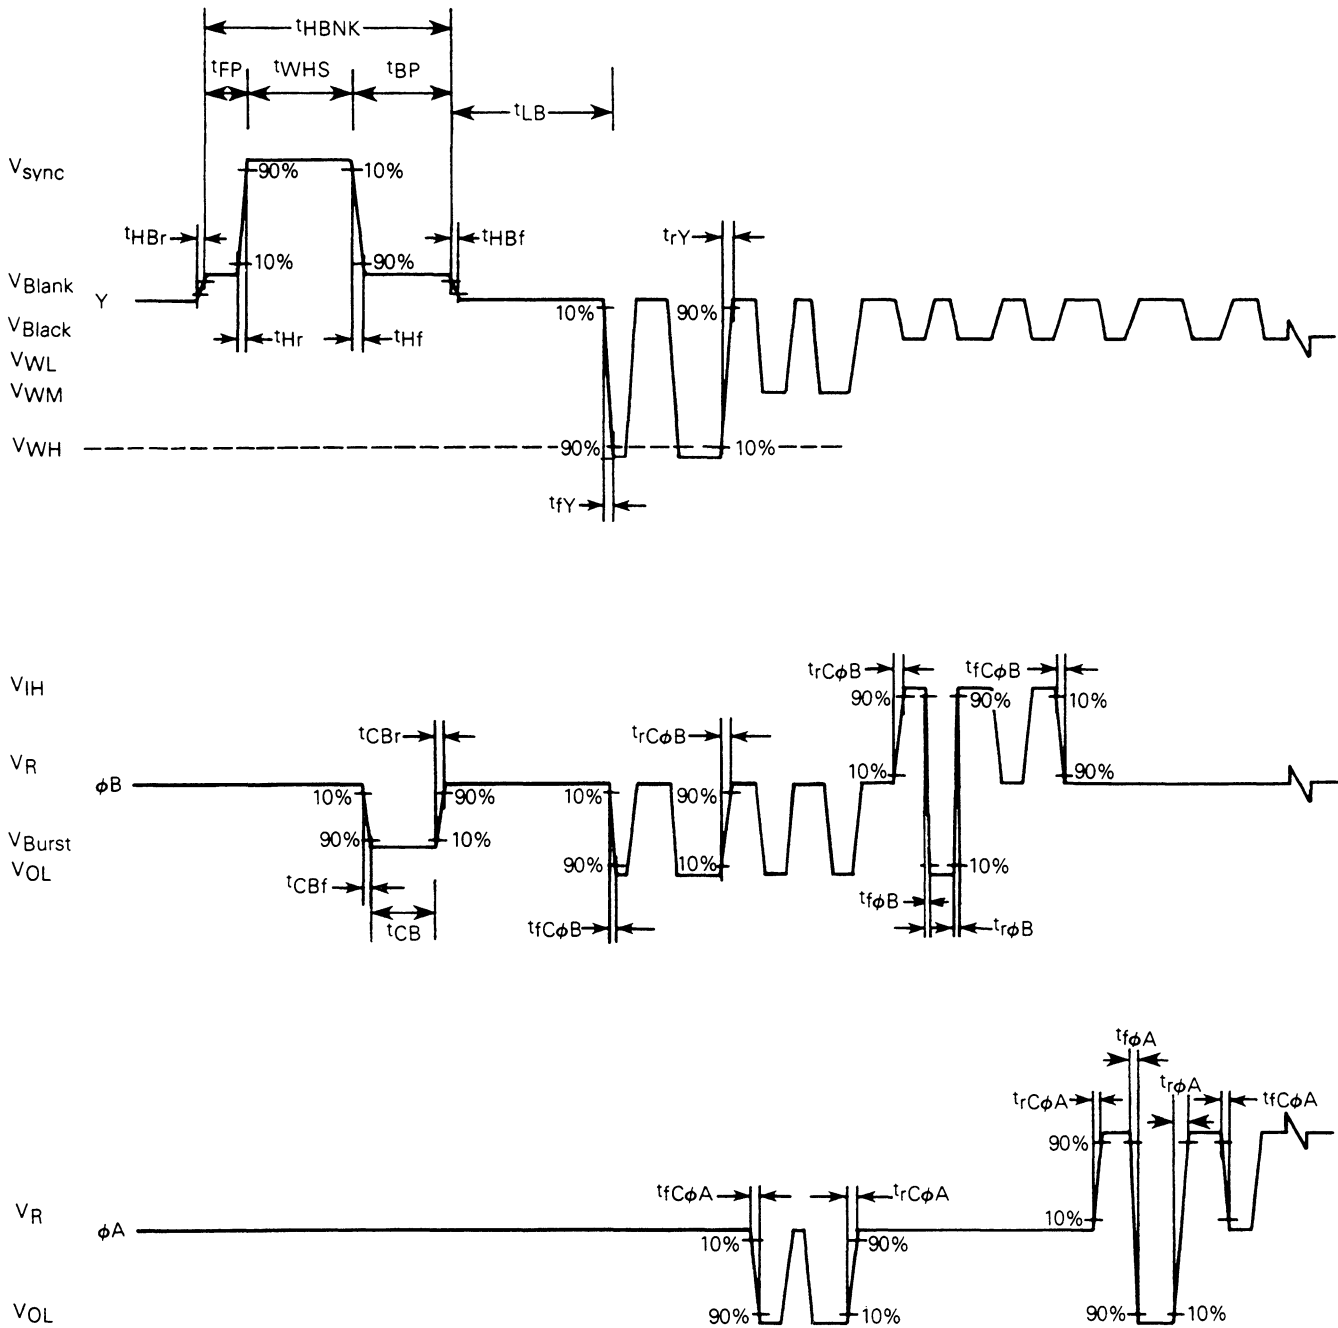 tHBNK
tFP tWHS tBP
tLB
Vsync
90% 10%
tHBr tHBf trY
10% 90%
VBlank
Y
10% 90%
VBlack
tHr tHf
VWL
VWM
VWH
90% 10%
tfY
trCϕB tfCϕB
VIH
90% 90% 10%
tCBr trCϕB
VR
10% 90%
ϕB
10% 90% 10% 90%
VBurst
90% 10%
VOL
90% 10% 10%
tCBf
tfϕB
tCB tfCϕB trϕB
tfϕA
trϕA
trCϕA tfCϕA
90%
tfCϕA trCϕA
VR
10%
ϕA
10% 90%
VOL
90% 10% 90% 10%